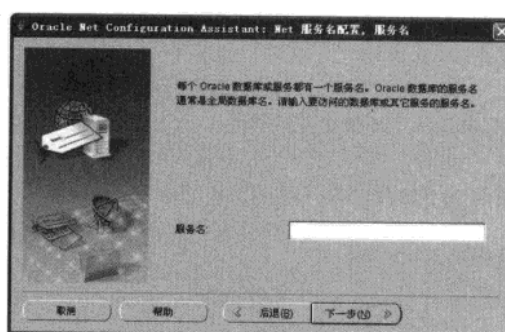 Oracle Net Configuration Assistant: Net 服务名配置, 服务名
每个 Oracle 数据库或服务都有一个服务名。Oracle 数据库的服务名
通常是全局数据库名。请输入要访问的数据库或其它服务的服务名。
服务名
取消 帮助 后退(B) 下一步(N)